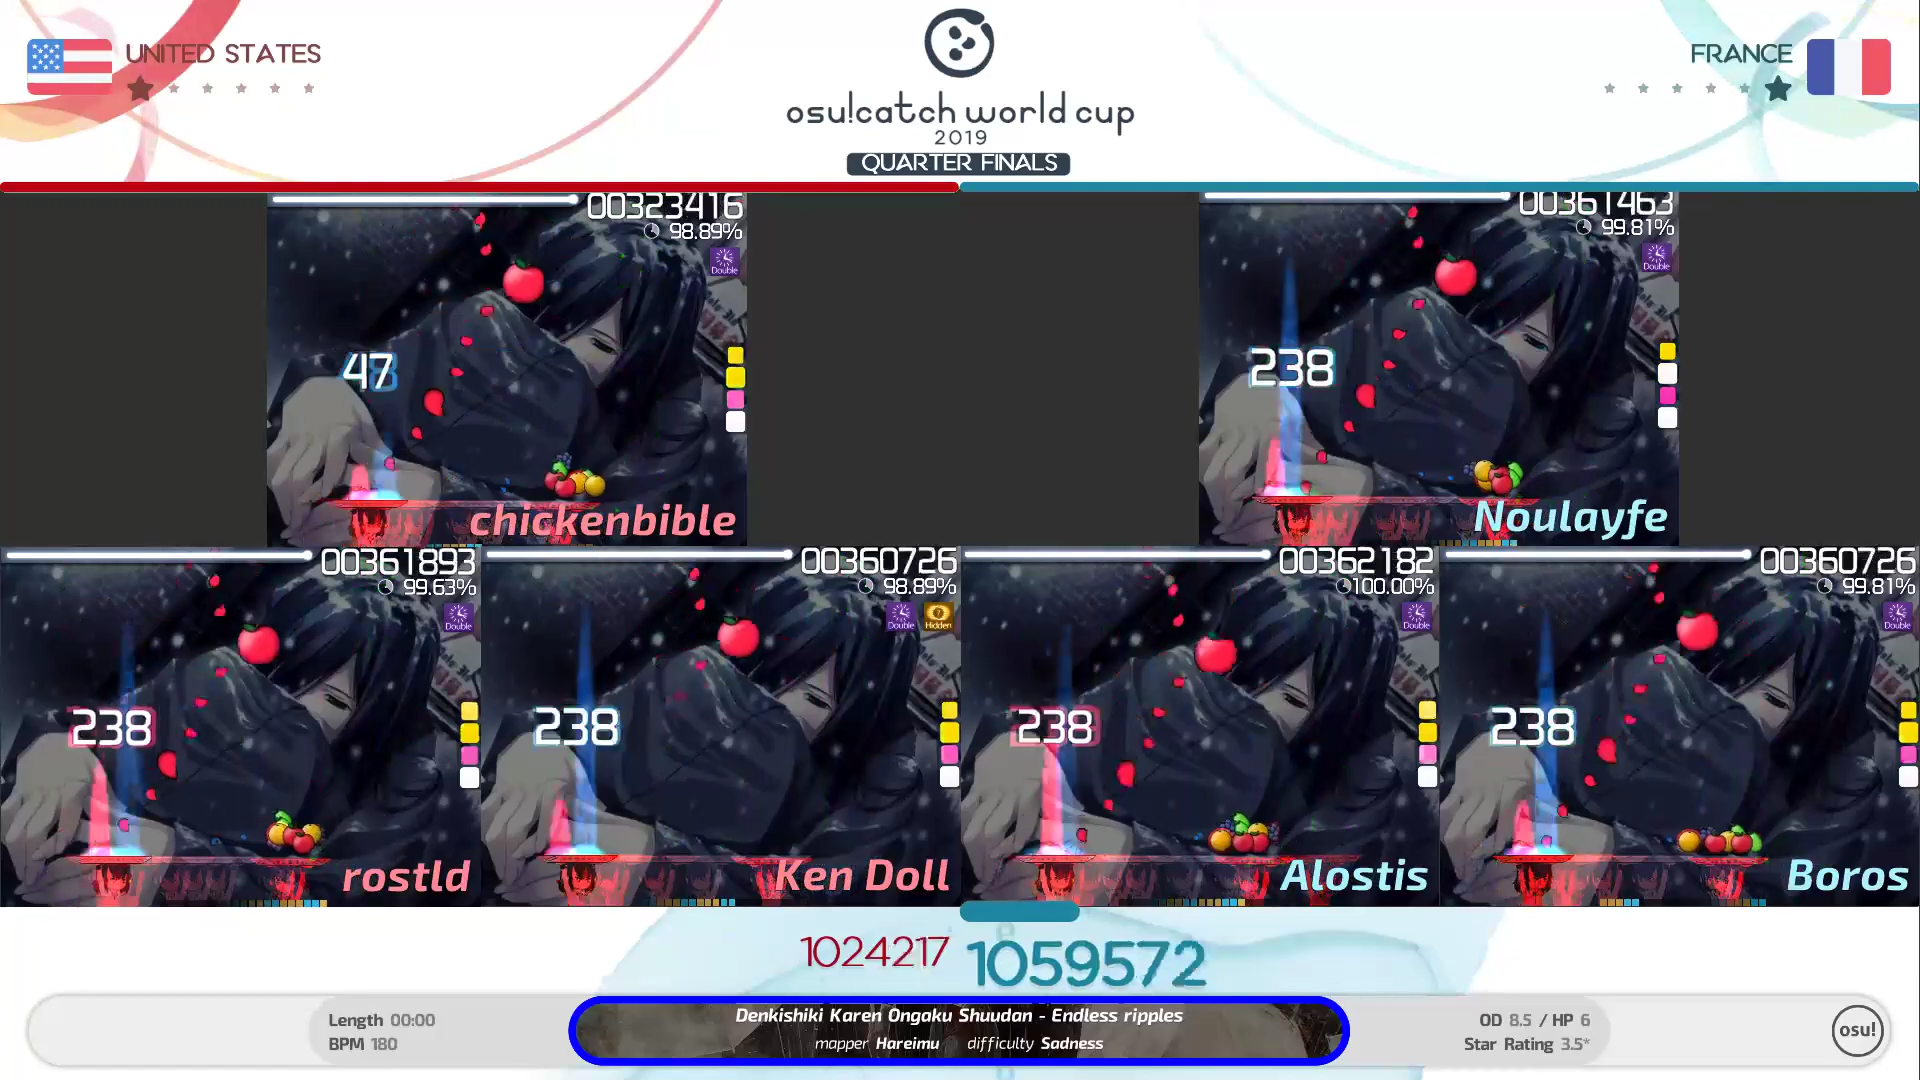 UNITED STATES
FRANCE
osu!catch world cup
2019
QUARTER FINALS
00323416
98.89%
Double
47
chickenbible
00361463
99.81%
Double
238
Noulayfe
00361893
99.63%
Double
238
rostld
00360726
98.89%
Double
Hidden
238
Ken Doll
00362182
100.00%
Double
238
Alostis
00360726
99.81%
Double
238
Boros
1024217
1059572
Length 00:00
BPM 180
Denkishiki Karen Ongaku Shuudan - Endless ripples
mapper Hareimu difficulty Sadness
OD 8.5 / HP 6
Star Rating 3.5*
osu!